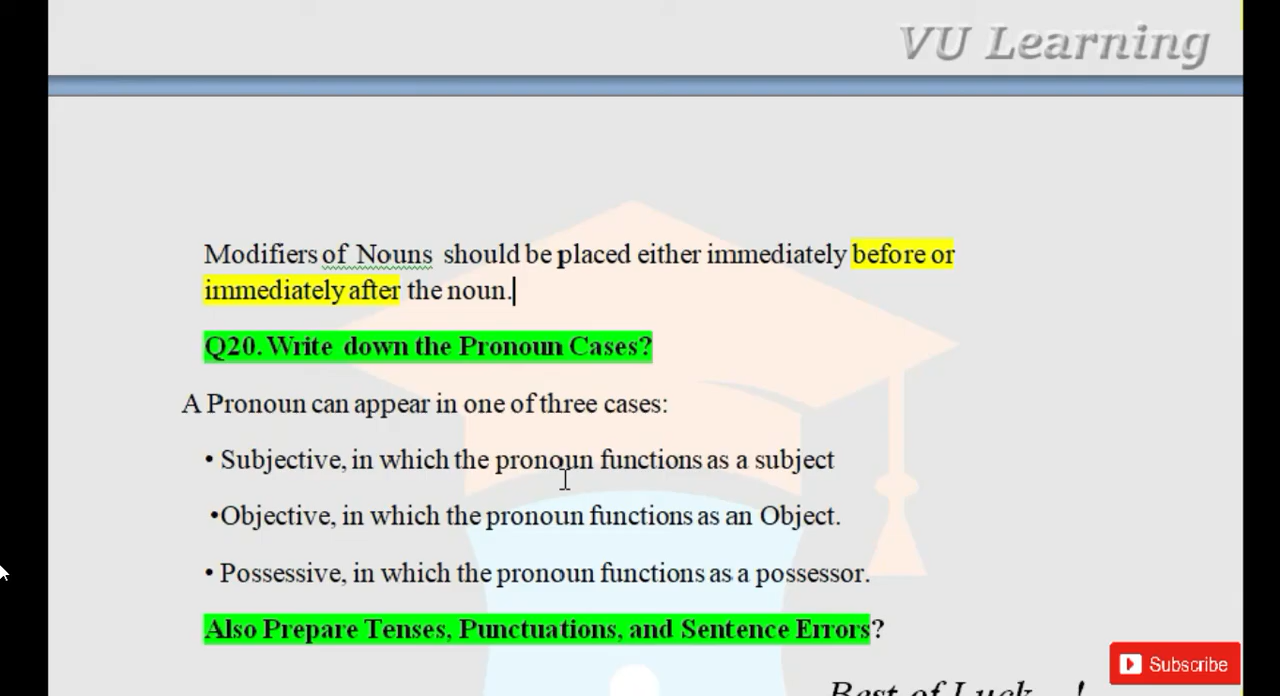 VU Learning
Modifiers of Nouns should be placed either immediately before or
immediately after the noun.
Q20. Write down the Pronoun Cases?
A Pronoun can appear in one of three cases:
• Subjective, in which the pronoun functions as a subject
•Objective, in which the pronoun functions as an Object.
• Possessive, in which the pronoun functions as a possessor.
Also Prepare Tenses, Punctuations, and Sentence Errors?
Subscribe
Best of Luck...!